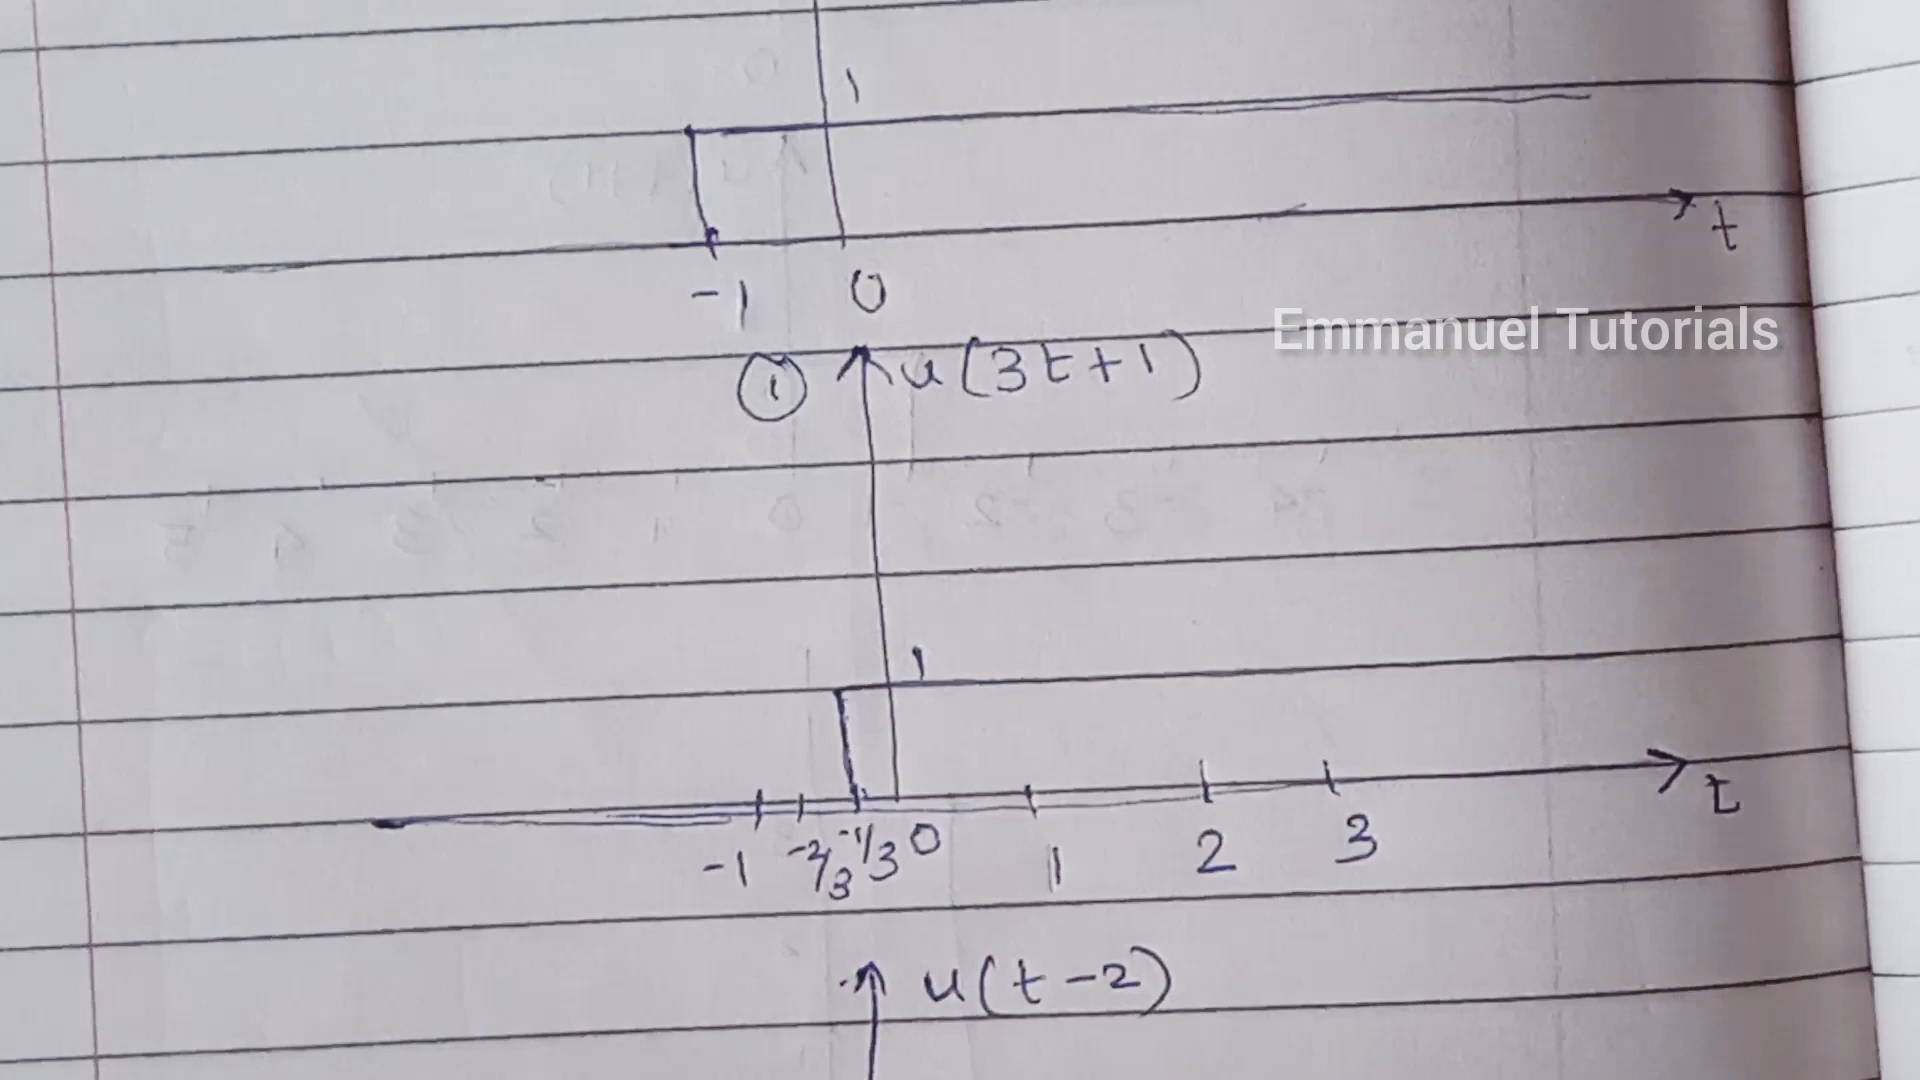 1
t
-1 0
Emmanuel Tutorials
① u(3t+1)
1
t
-1 -2/3 -1/3 0 1 2 3
u(t-2)